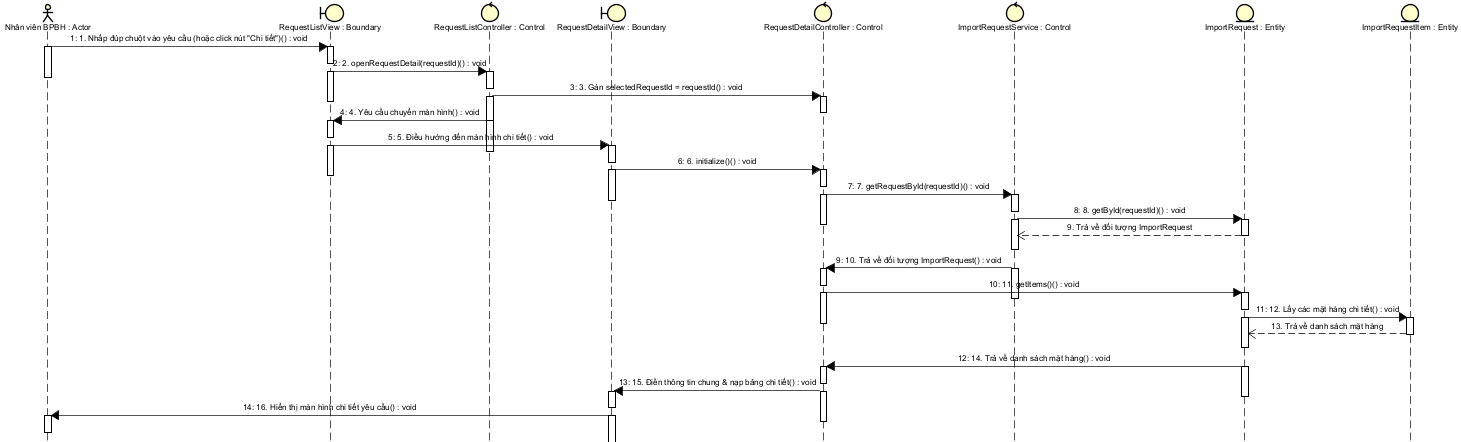 Nhân viên BPBH : Actor
RequestListView : Boundary
RequestListController : Control
RequestDetailView : Boundary
RequestDetailController : Control
ImportRequestService : Control
ImportRequest : Entity
ImportRequestItem : Entity
1: 1. Nhấp đúp chuột vào yêu cầu (hoặc click nút "Chi tiết")() : void
2: 2. openRequestDetail(requestId)() : void
3: 3. Gán selectedRequestId = requestId() : void
4: 4. Yêu cầu chuyển màn hình() : void
5: 5. Điều hướng đến màn hình chi tiết() : void
6: 6. initialize()() : void
7: 7. getRequestById(requestId)() : void
8: 8. getById(requestId)() : void
9. Trả về đối tượng ImportRequest
9: 10. Trả về đối tượng ImportRequest() : void
10: 11. getItems()() : void
11: 12. Lấy các mặt hàng chi tiết() : void
13. Trả về danh sách mặt hàng
12: 14. Trả về danh sách mặt hàng() : void
13: 15. Điền thông tin chung & nạp bảng chi tiết() : void
14: 16. Hiển thị màn hình chi tiết yêu cầu() : void